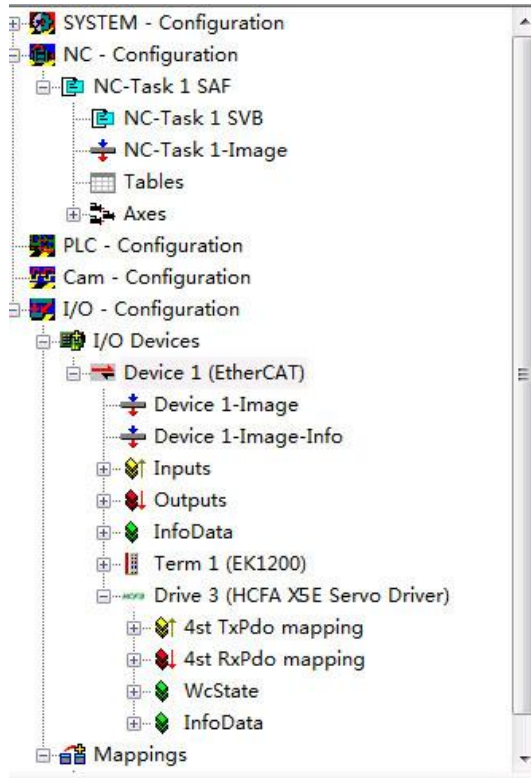 SYSTEM - Configuration
NC - Configuration
NC-Task 1 SAF
NC-Task 1 SVB
NC-Task 1-Image
Tables
Axes
PLC - Configuration
Cam - Configuration
I/O - Configuration
I/O Devices
Device 1 (EtherCAT)
Device 1-Image
Device 1-Image-Info
Inputs
Outputs
InfoData
Term 1 (EK1200)
HCFA Drive 3 (HCFA X5E Servo Driver)
4st TxPdo mapping
4st RxPdo mapping
WcState
InfoData
Mappings